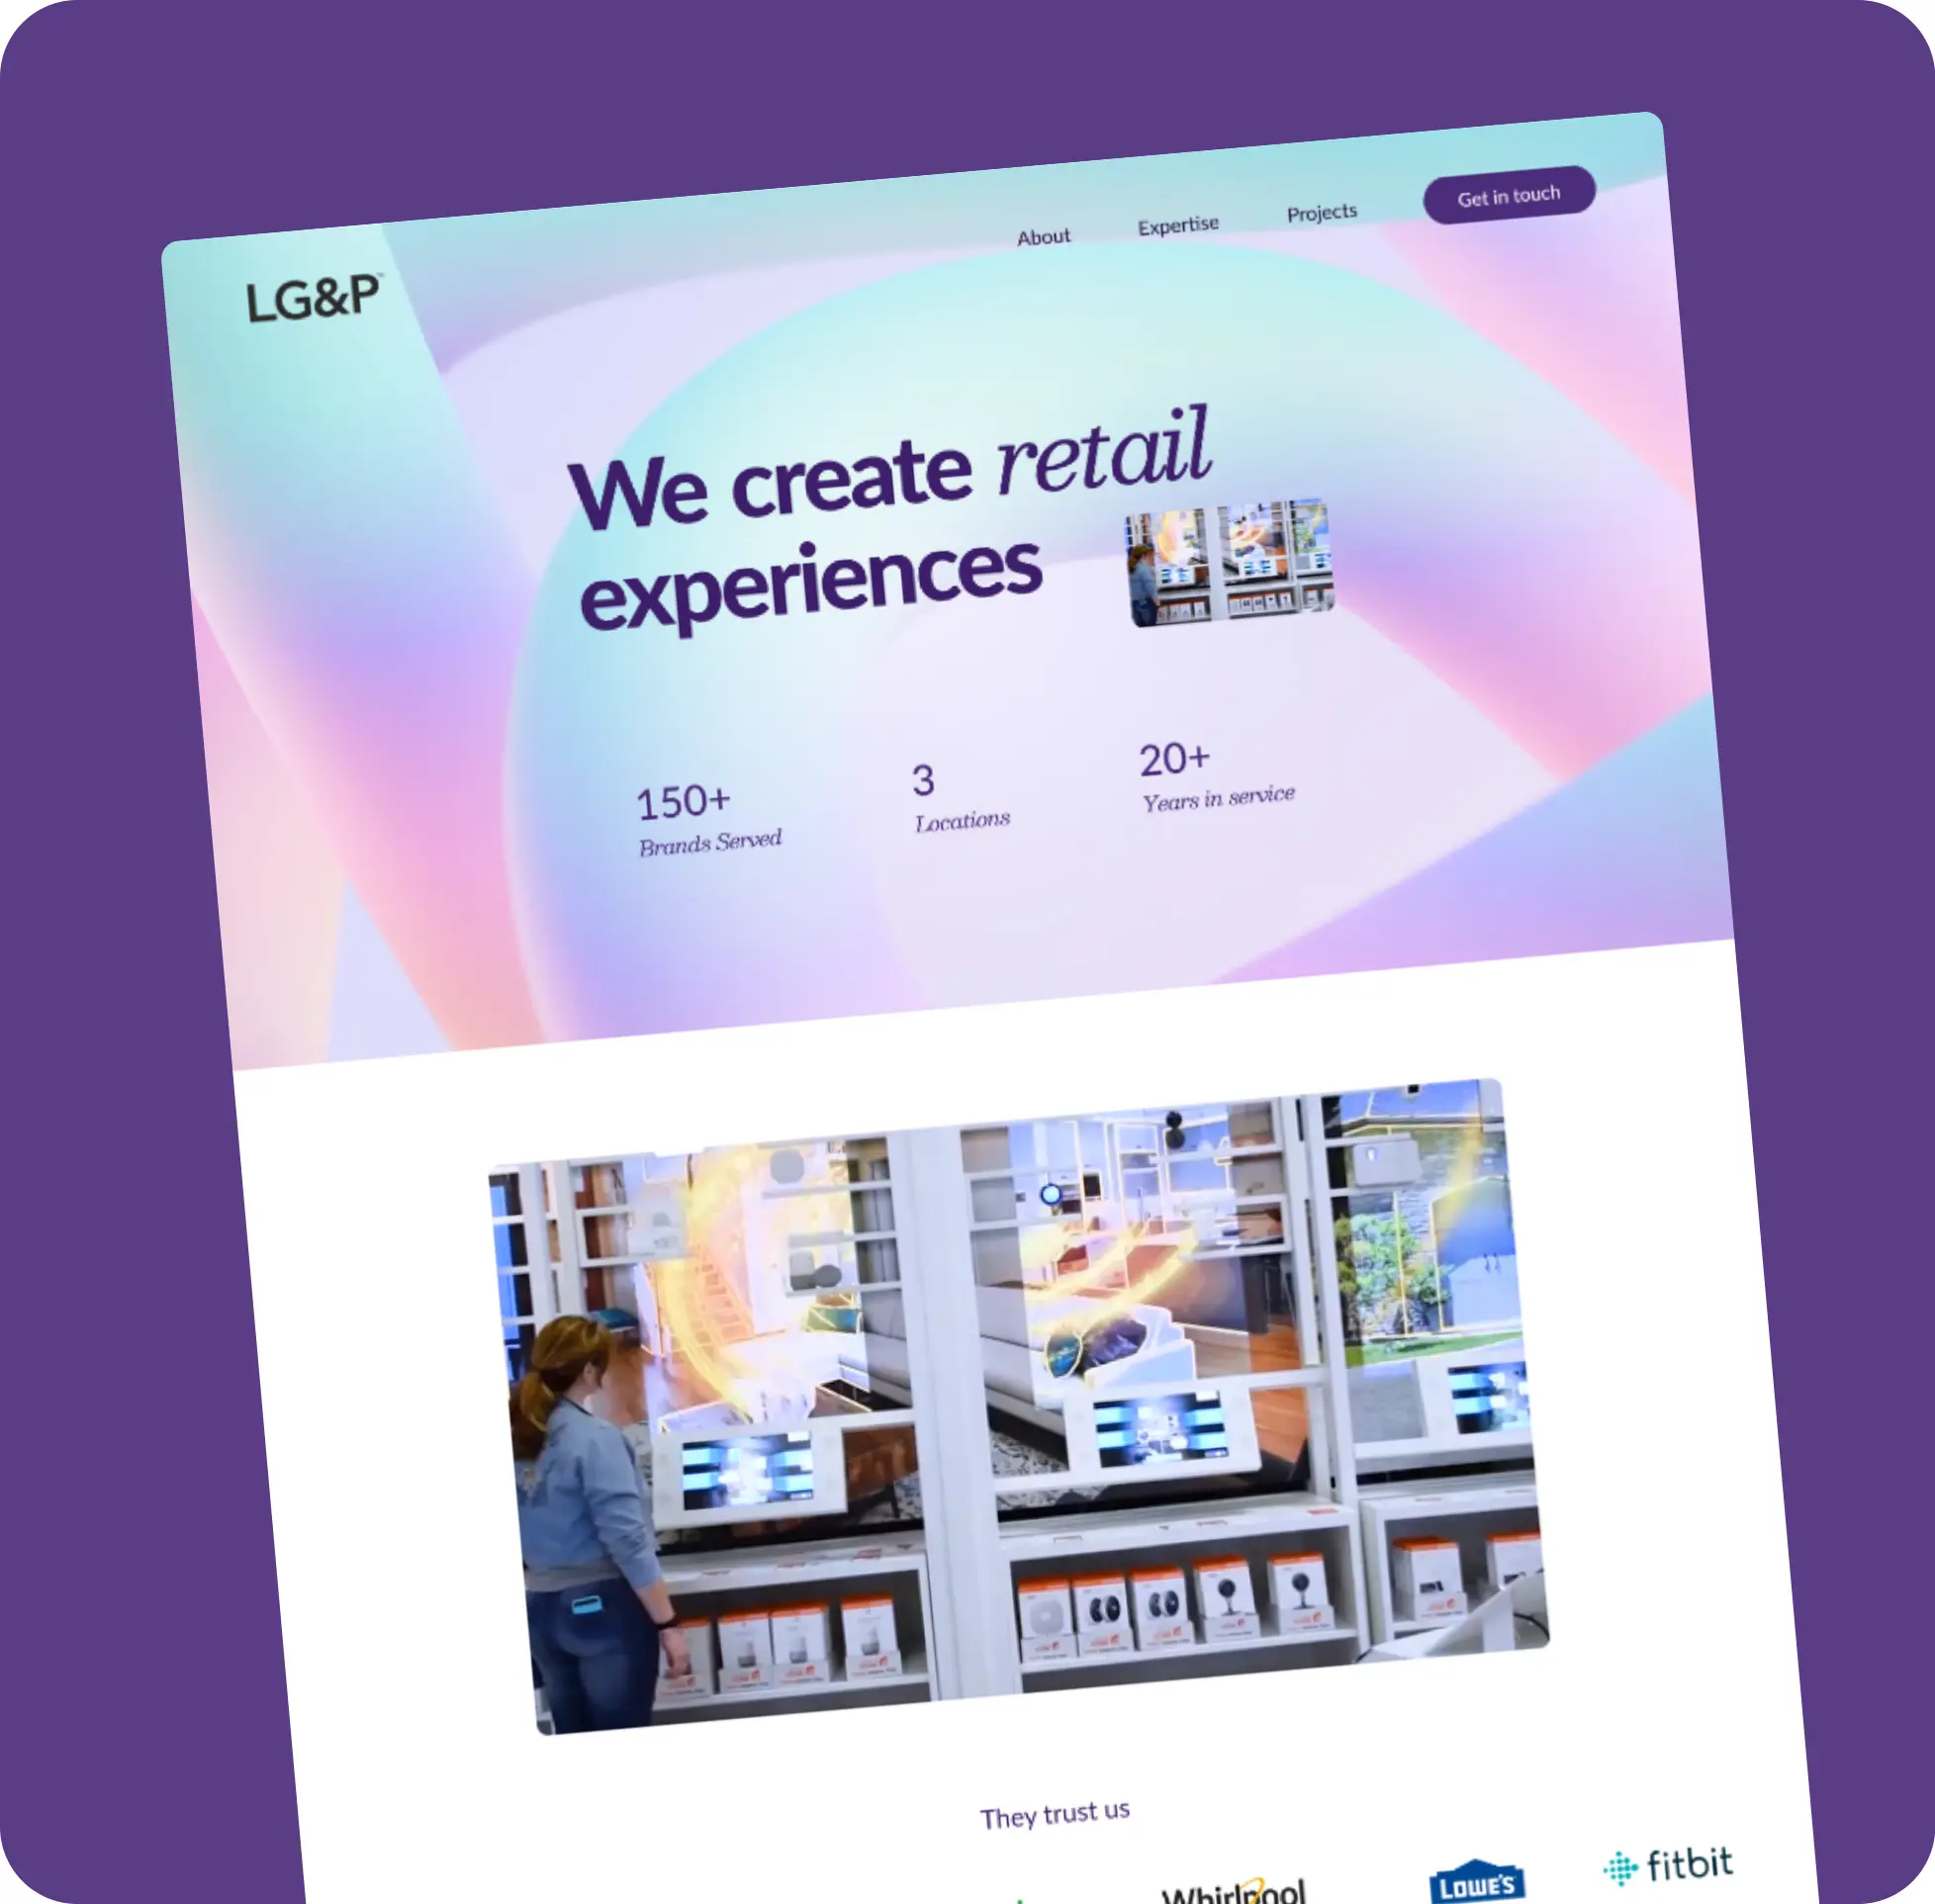 LG&P™
About
Expertise
Projects
Get in touch
We create retail
experiences
150+
Brands Served
3
Locations
20+
Years in service
They trust us
Whirlpool
LOWE'S
fitbit